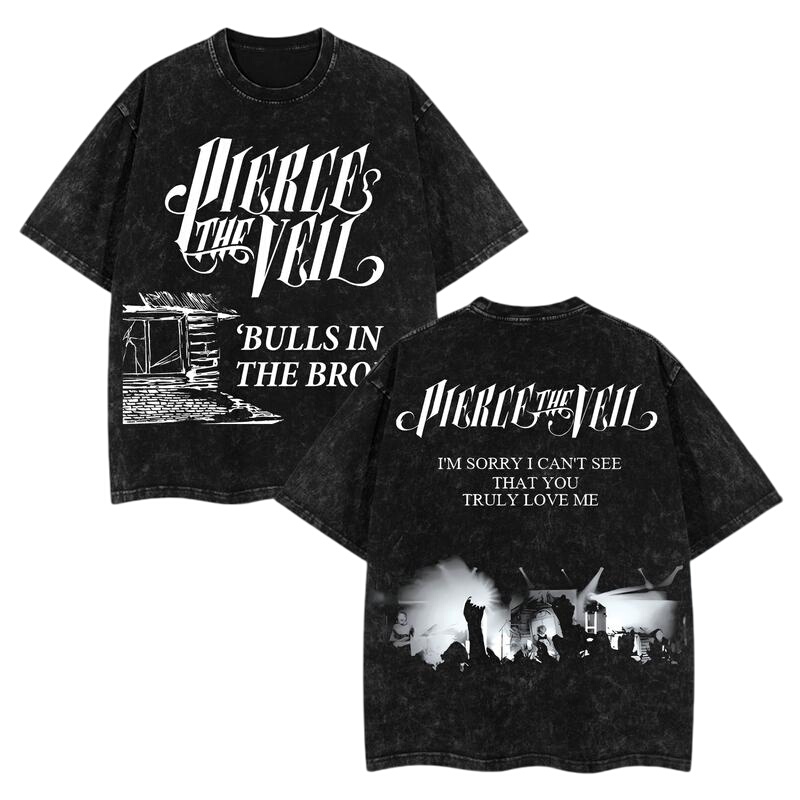 PIERCE
THE VEIL
‘BULLS IN
THE BRO
PIERCE THE VEIL
I'M SORRY I CAN'T SEE
THAT YOU
TRULY LOVE ME